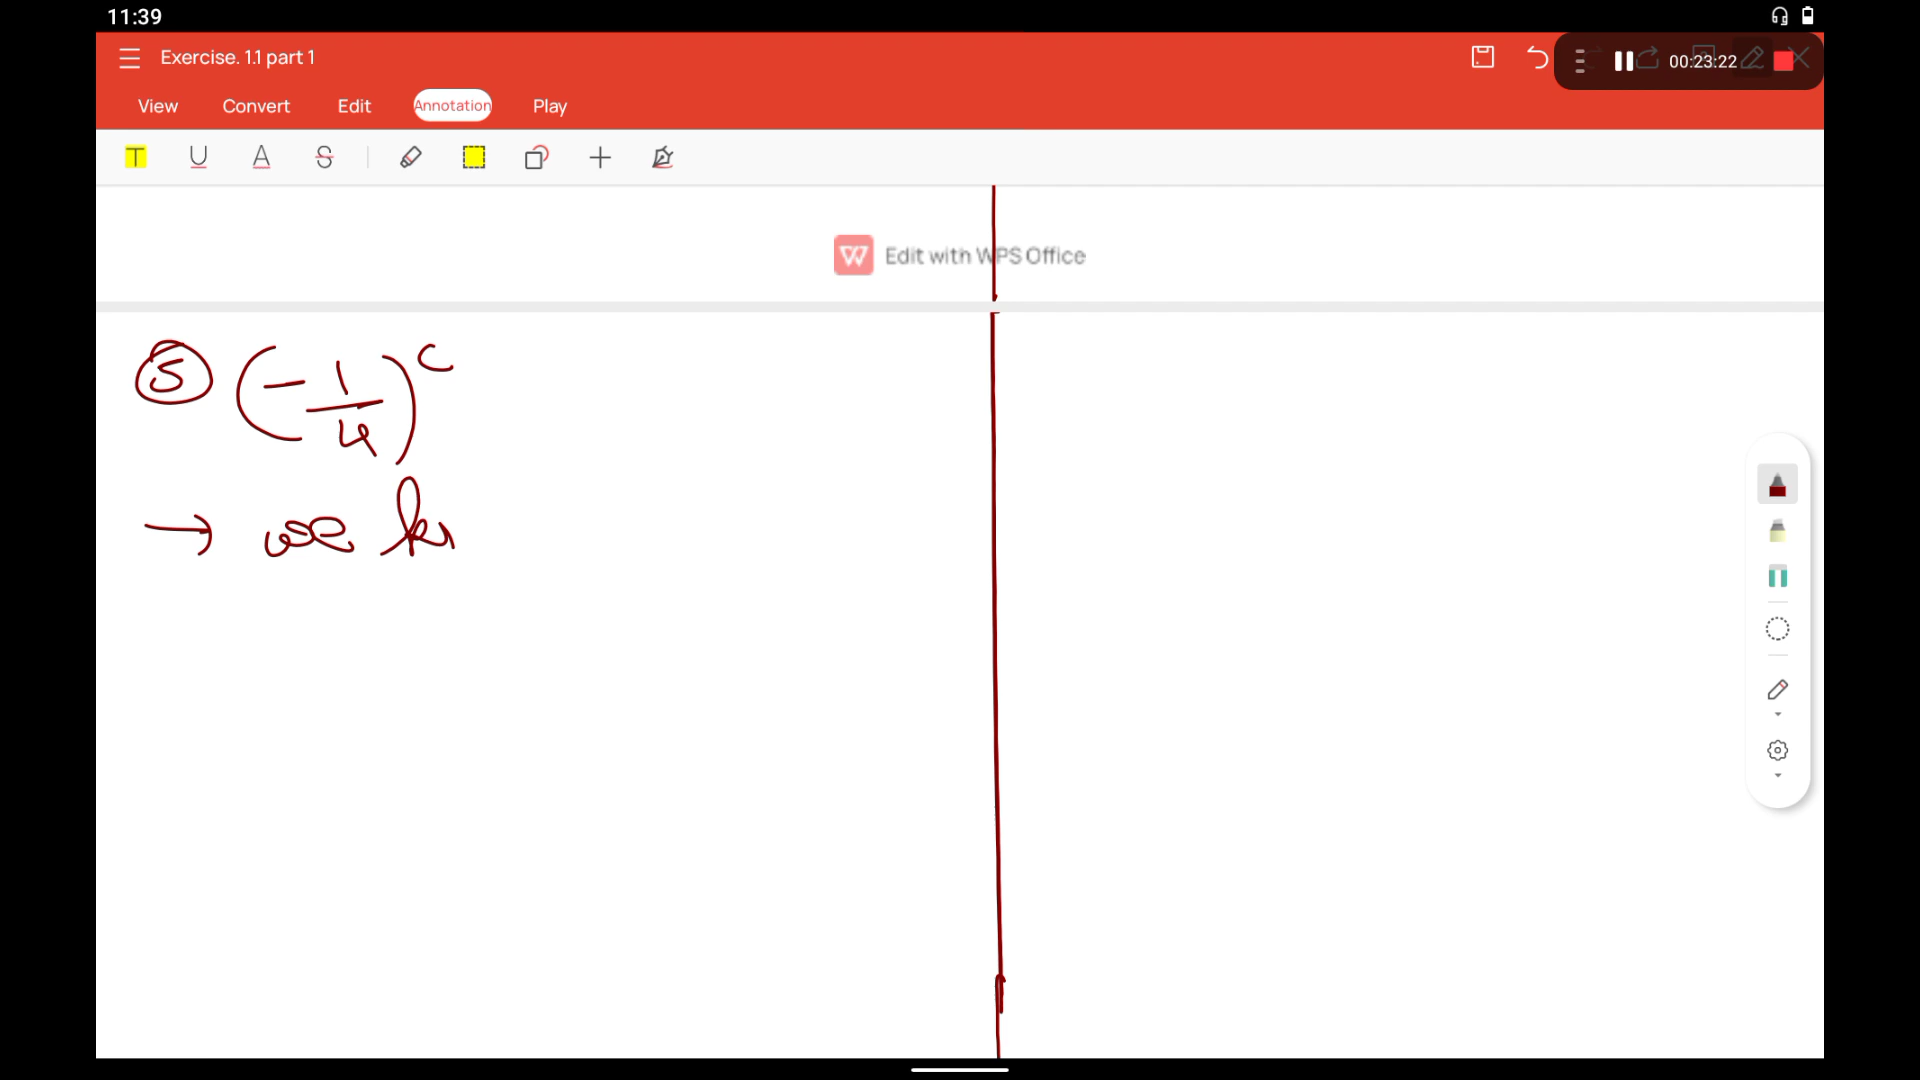 11:39
Exercise. 1.1 part 1
00:23:22
View Convert Edit Annotation Play
T U A S
Edit with WPS Office
5 (-1/4)^c
→ we kn